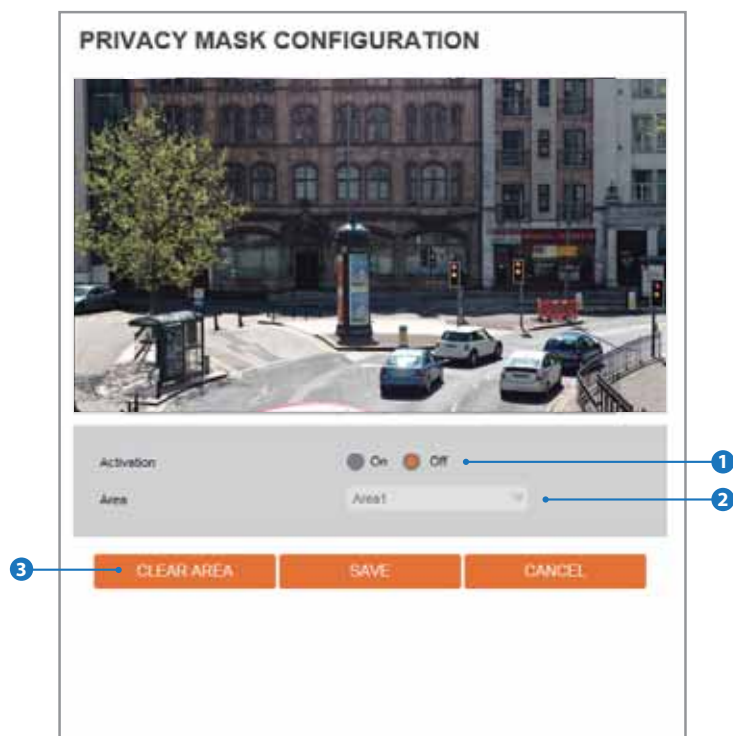 PRIVACY MASK CONFIGURATION
Activation
On Off
1
Area
Area1
2
3
CLEAR AREA
SAVE
CANCEL